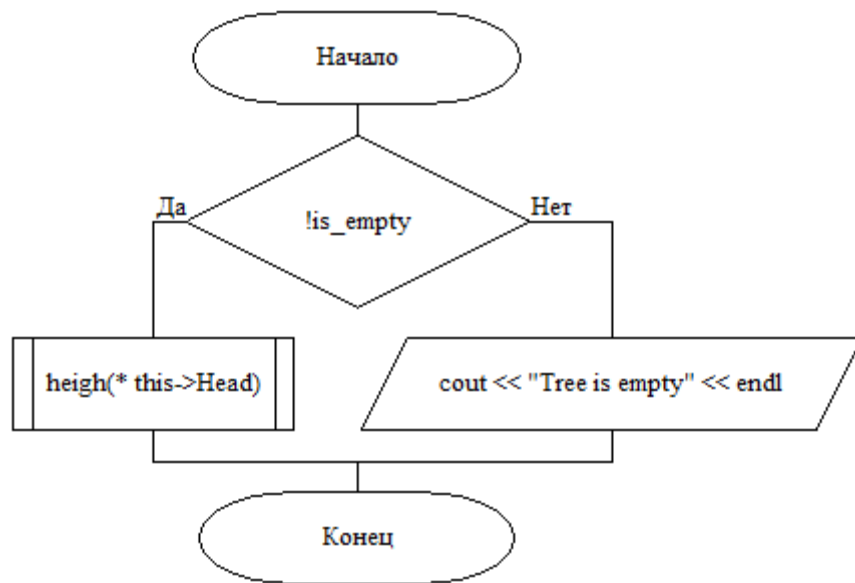 Начало
Да
Нет
!is_empty
heigh(* this->Head)
cout << "Tree is empty" << endl
Конец